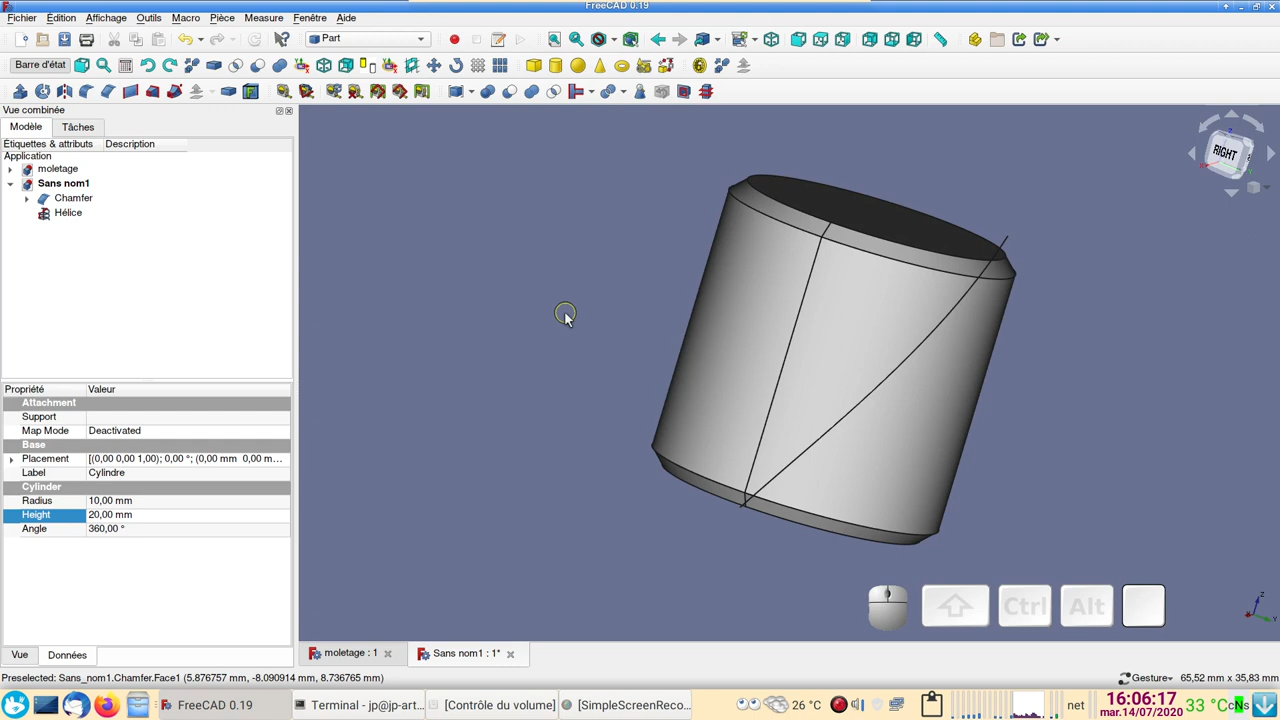 FreeCAD 0.19
Fichier Édition Affichage Outils Macro Pièce Mesure Fenêtre Aide
Part
Barre d'état
Vue combinée
Modèle Tâches
Étiquettes & attributs Description
Application
moletage
Sans nom1
Chamfer
Hélice
RIGHT
Propriété Valeur
Attachment
Support
Map Mode Deactivated
Base
Placement [(0,00 0,00 1,00); 0,00 °; (0,00 mm 0,00 m...
Label Cylindre
Cylinder
Radius 10,00 mm
Height 20,00 mm
Angle 360,00 °
Ctrl Alt
Z
Y
Vue Données
moletage : 1
Sans nom1 : 1*
Preselected: Sans_nom1.Chamfer.Face1 (5.876757 mm, -8.090914 mm, 8.736765 mm)
Gesture
65,52 mm x 35,83 mm
FreeCAD 0.19
Terminal - jp@jp-art...
[Contrôle du volume]
[SimpleScreenReco...
26 °C
net
16:06:17
mar.14/07/2020
33 °C